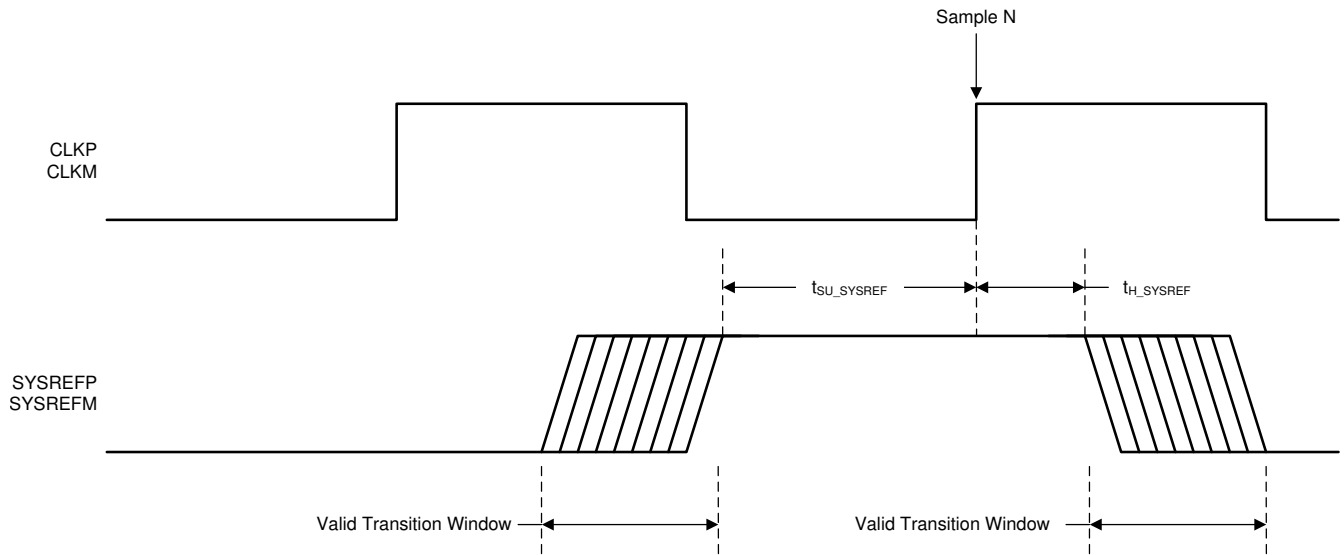 Sample N
CLKP
CLKM
tSU_SYSREF
tH_SYSREF
SYSREFP
SYSREFM
Valid Transition Window
Valid Transition Window